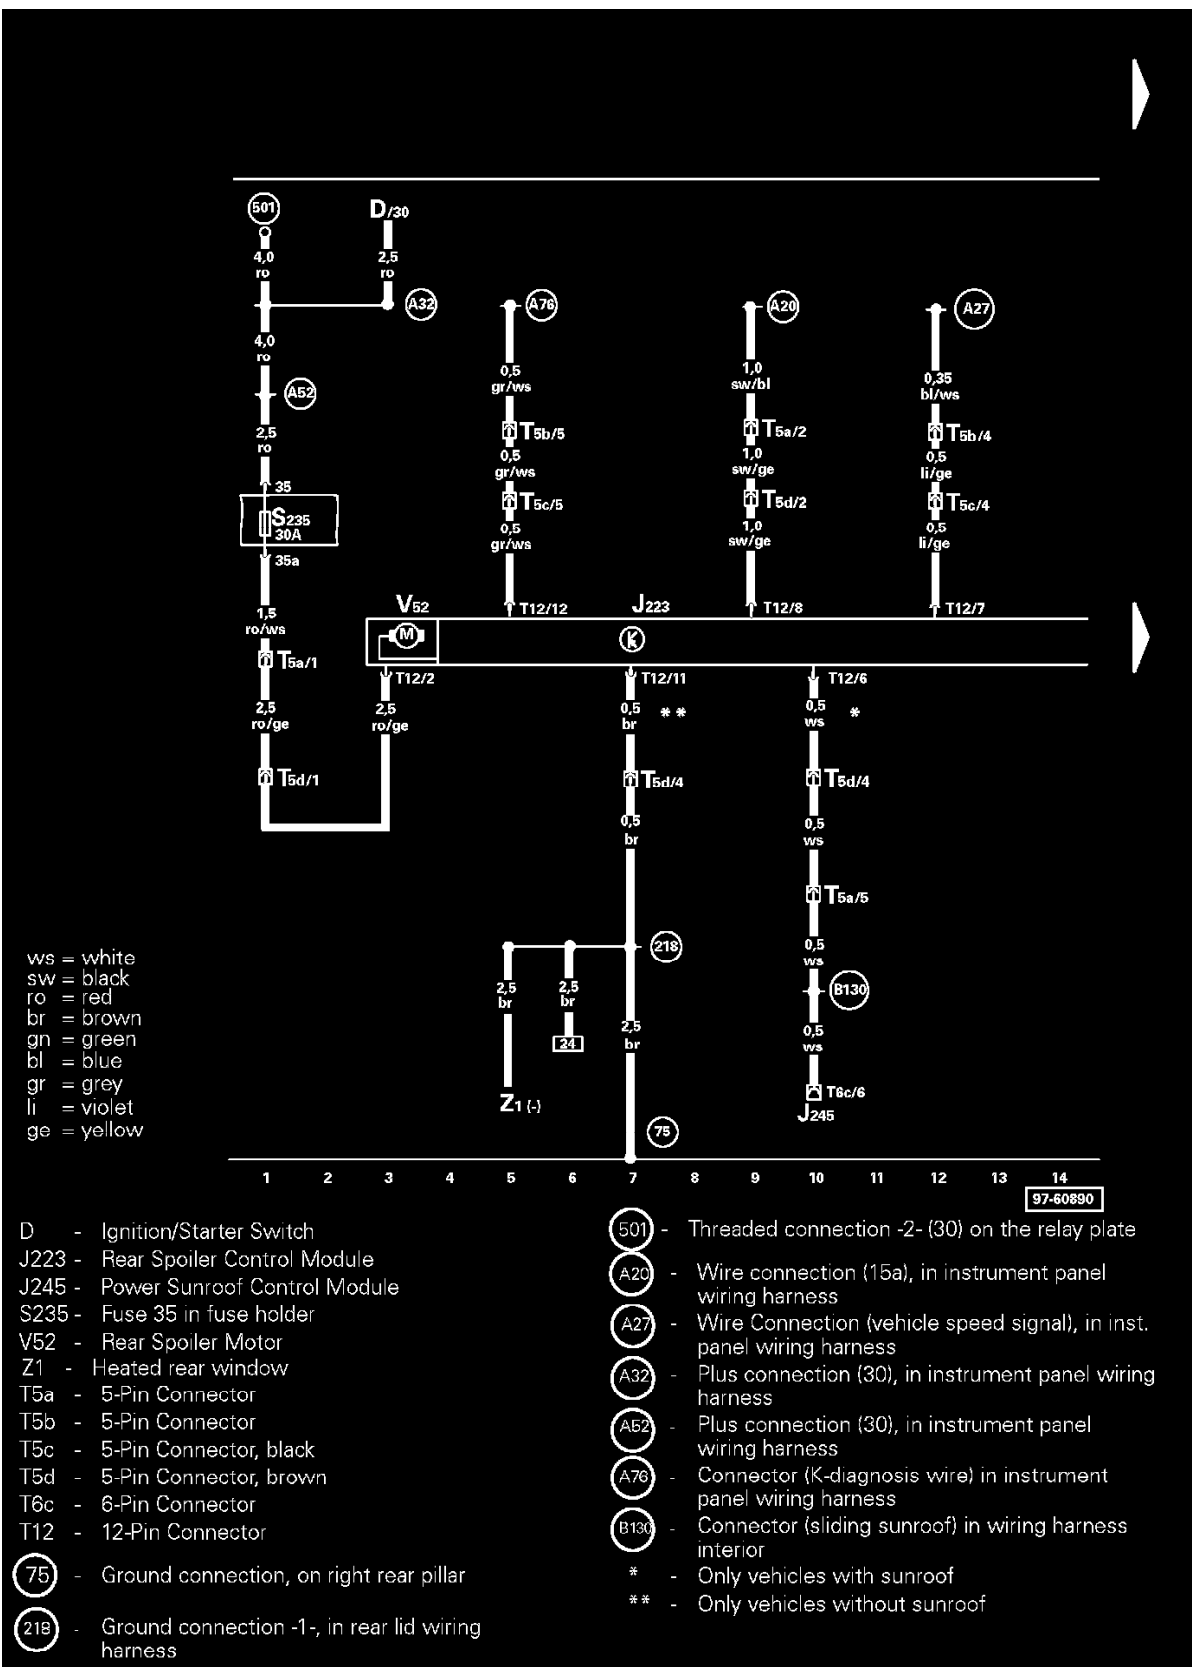 501
D/30
4,0
ro
2,5
ro
A32
A76
A20
A27
4,0
ro
A52
0,5
gr/ws
1,0
sw/bl
0,35
bl/ws
2,5
ro
T5b/5
T5a/2
T5b/4
0,5
gr/ws
1,0
sw/ge
0,5
li/ge
35
T5c/5
T5d/2
T5c/4
S235
30A
0,5
gr/ws
1,0
sw/ge
0,5
li/ge
35a
1,5
ro/ws
V52
T12/12
J223
T12/8
T12/7
M
K
T5a/1
T12/2
T12/11
T12/6
2,5
ro/ge
2,5
ro/ge
0,5
br
**
0,5
ws
*
T5d/1
T5d/4
T5d/4
0,5
br
0,5
ws
T5a/5
218
0,5
ws
ws = white
sw = black
ro = red
br = brown
gn = green
bl = blue
gr = grey
li = violet
ge = yellow
2,5
br
2,5
br
B130
2,5
br
0,5
ws
24
Z1 (-)
T6c/6
J245
75
1 2 3 4 5 6 7 8 9 10 11 12 13 14
97-60890
D - Ignition/Starter Switch
J223 - Rear Spoiler Control Module
J245 - Power Sunroof Control Module
S235 - Fuse 35 in fuse holder
V52 - Rear Spoiler Motor
Z1 - Heated rear window
T5a - 5-Pin Connector
T5b - 5-Pin Connector
T5c - 5-Pin Connector, black
T5d - 5-Pin Connector, brown
T6c - 6-Pin Connector
T12 - 12-Pin Connector
75 - Ground connection, on right rear pillar
218 - Ground connection -1-, in rear lid wiring
harness
501 - Threaded connection -2- (30) on the relay plate
A20 - Wire connection (15a), in instrument panel
wiring harness
A27 - Wire Connection (vehicle speed signal), in inst.
panel wiring harness
A32 - Plus connection (30), in instrument panel wiring
harness
A52 - Plus connection (30), in instrument panel
wiring harness
A76 - Connector (K-diagnosis wire) in instrument
panel wiring harness
B130 - Connector (sliding sunroof) in wiring harness
interior
* - Only vehicles with sunroof
** - Only vehicles without sunroof